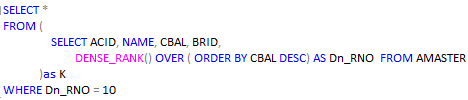 SELECT *
FROM (
SELECT ACID, NAME, CBAL, BRID,
DENSE_RANK() OVER ( ORDER BY CBAL DESC) AS Dn_RNO  FROM AMASTER
)as K
WHERE Dn_RNO = 10